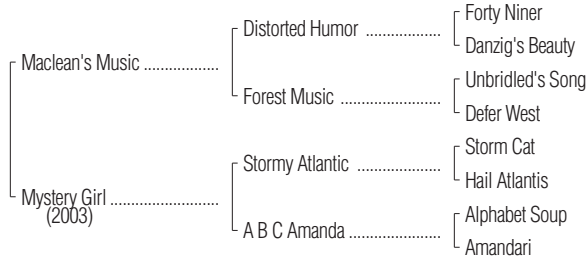 Forty Niner
Distorted Humor ..................
Danzig's Beauty
Maclean's Music ..................
Unbridled's Song
Forest Music ........................
Defer West
Storm Cat
Stormy Atlantic ....................
Hail Atlantis
Mystery Girl ..........................
(2003)
Alphabet Soup
A B C Amanda ......................
Amandari